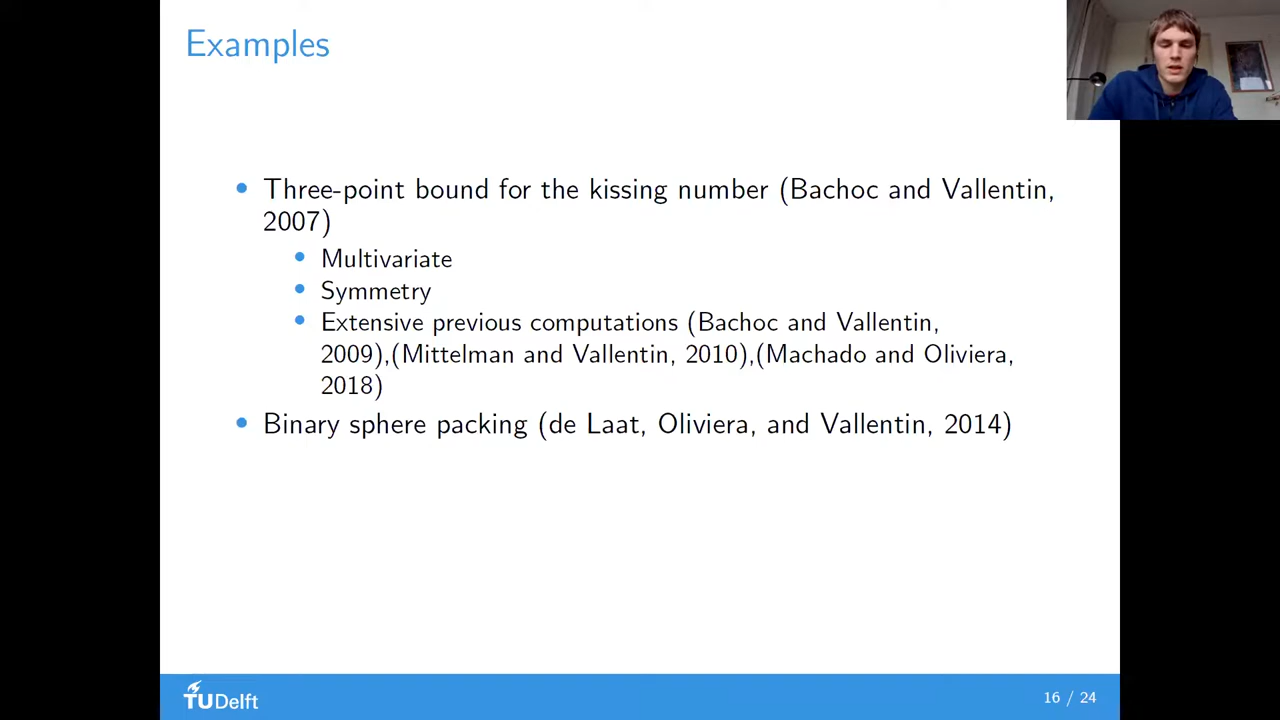 Examples
Three-point bound for the kissing number (Bachoc and Vallentin,
2007)
Multivariate
Symmetry
Extensive previous computations (Bachoc and Vallentin,
2009),(Mittelman and Vallentin, 2010),(Machado and Oliviera,
2018)
Binary sphere packing (de Laat, Oliviera, and Vallentin, 2014)
TUDelft
16 / 24